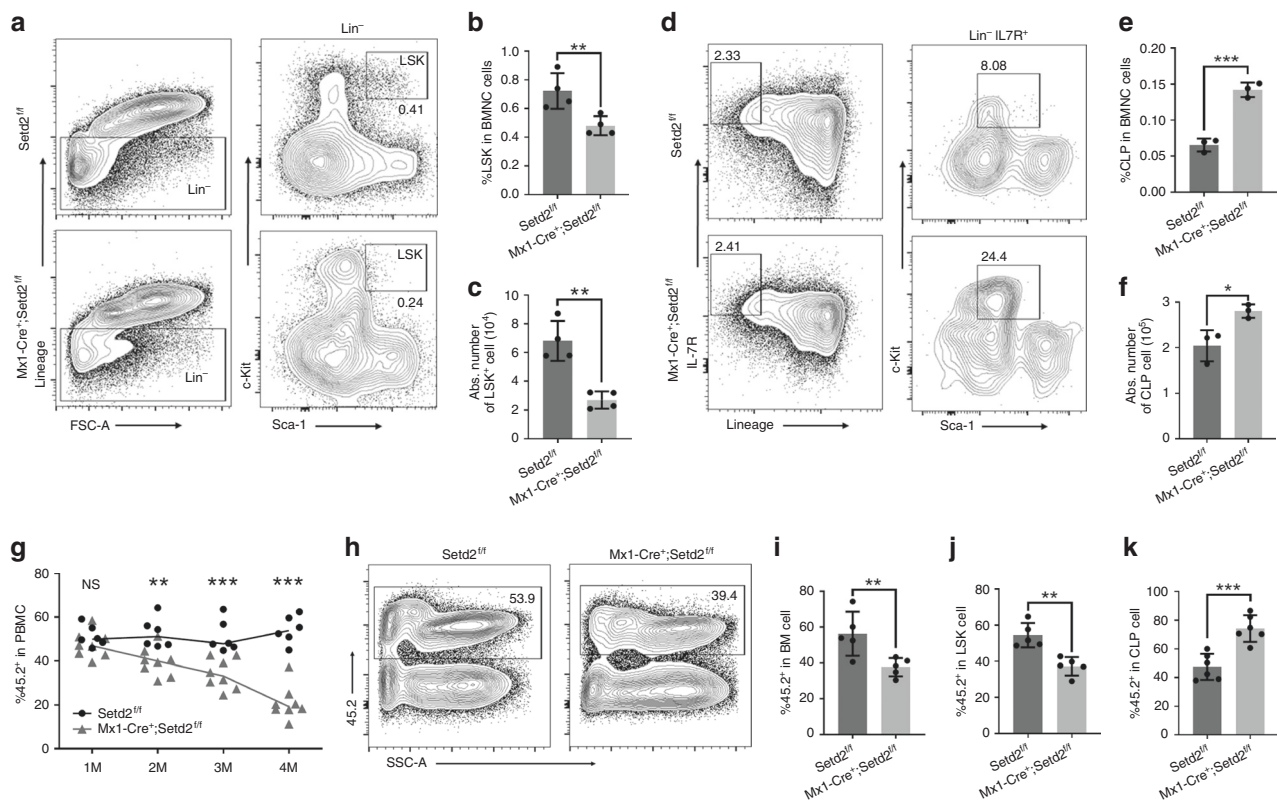 a
Lin⁻
Setd2f/f
LSK
0.41
Lin⁻
Mx1-Cre⁺;Setd2f/f
Lineage
LSK
0.24
Lin⁻
c-Kit
FSC-A
Sca-1
b
%LSK in BMNC cells
1.0
0.8
0.6
0.4
0.2
0.0
**
Setd2f/f
Mx1-Cre⁺;Setd2f/f
c
Abs. number
of LSK⁺ cell (10⁴)
10
8
6
4
2
0
**
Setd2f/f
Mx1-Cre⁺;Setd2f/f
d
Lin⁻ IL7R⁺
2.33
8.08
Setd2f/f
2.41
24.4
Mx1-Cre⁺;Setd2f/f
IL-7R
c-Kit
Lineage
Sca-1
e
%CLP in BMNC cells
0.20
0.15
0.10
0.05
0.00
***
Setd2f/f
Mx1-Cre⁺;Setd2f/f
f
Abs. number
of CLP cell (10⁵)
3
2
1
0
*
Setd2f/f
Mx1-Cre⁺;Setd2f/f
g
%45.2⁺ in PBMC
80
60
40
20
0
NS
**
***
***
Setd2f/f
Mx1-Cre⁺;Setd2f/f
1M
2M
3M
4M
h
Setd2f/f
Mx1-Cre⁺;Setd2f/f
53.9
39.4
45.2
SSC-A
i
%45.2⁺ in BM cell
80
60
40
20
0
**
Setd2f/f
Mx1-Cre⁺;Setd2f/f
j
%45.2⁺ in LSK cell
80
60
40
20
0
**
Setd2f/f
Mx1-Cre⁺;Setd2f/f
k
%45.2⁺ in CLP cell
100
80
60
40
20
0
***
Setd2f/f
Mx1-Cre⁺;Setd2f/f